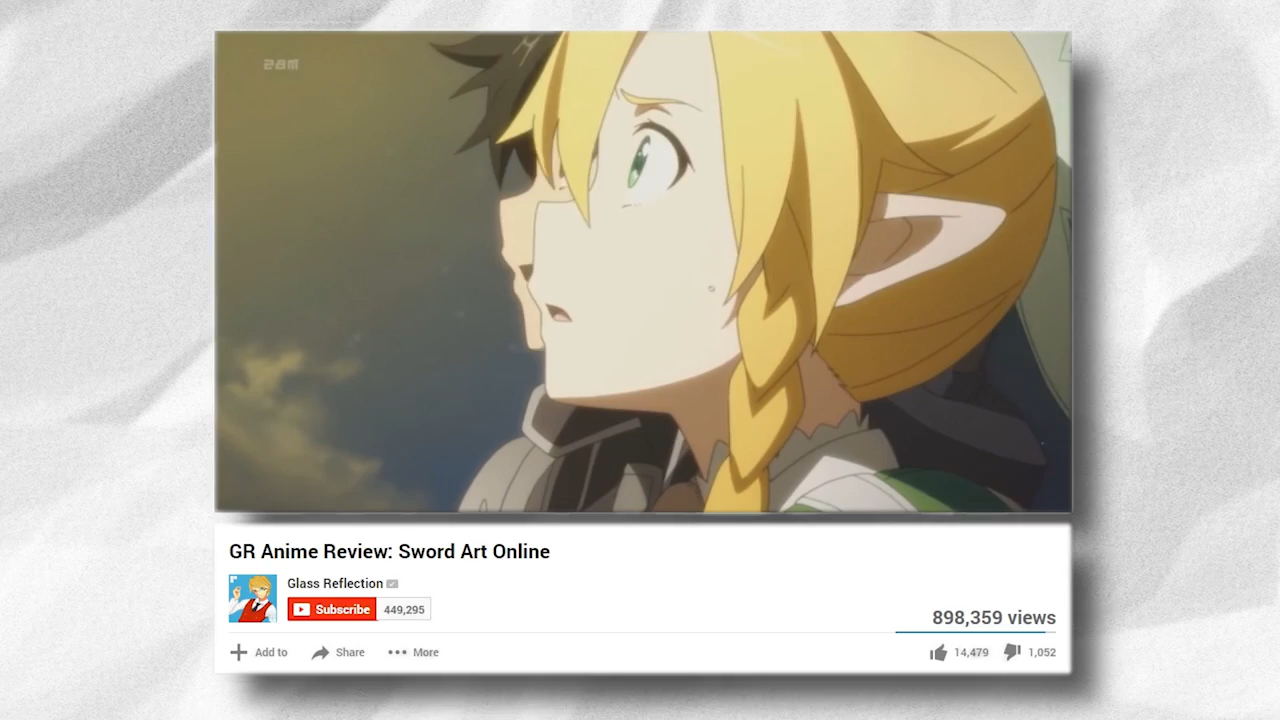 GR Anime Review: Sword Art Online
Glass Reflection
Subscribe 449,295
898,359 views
Add to Share More 14,479 1,052